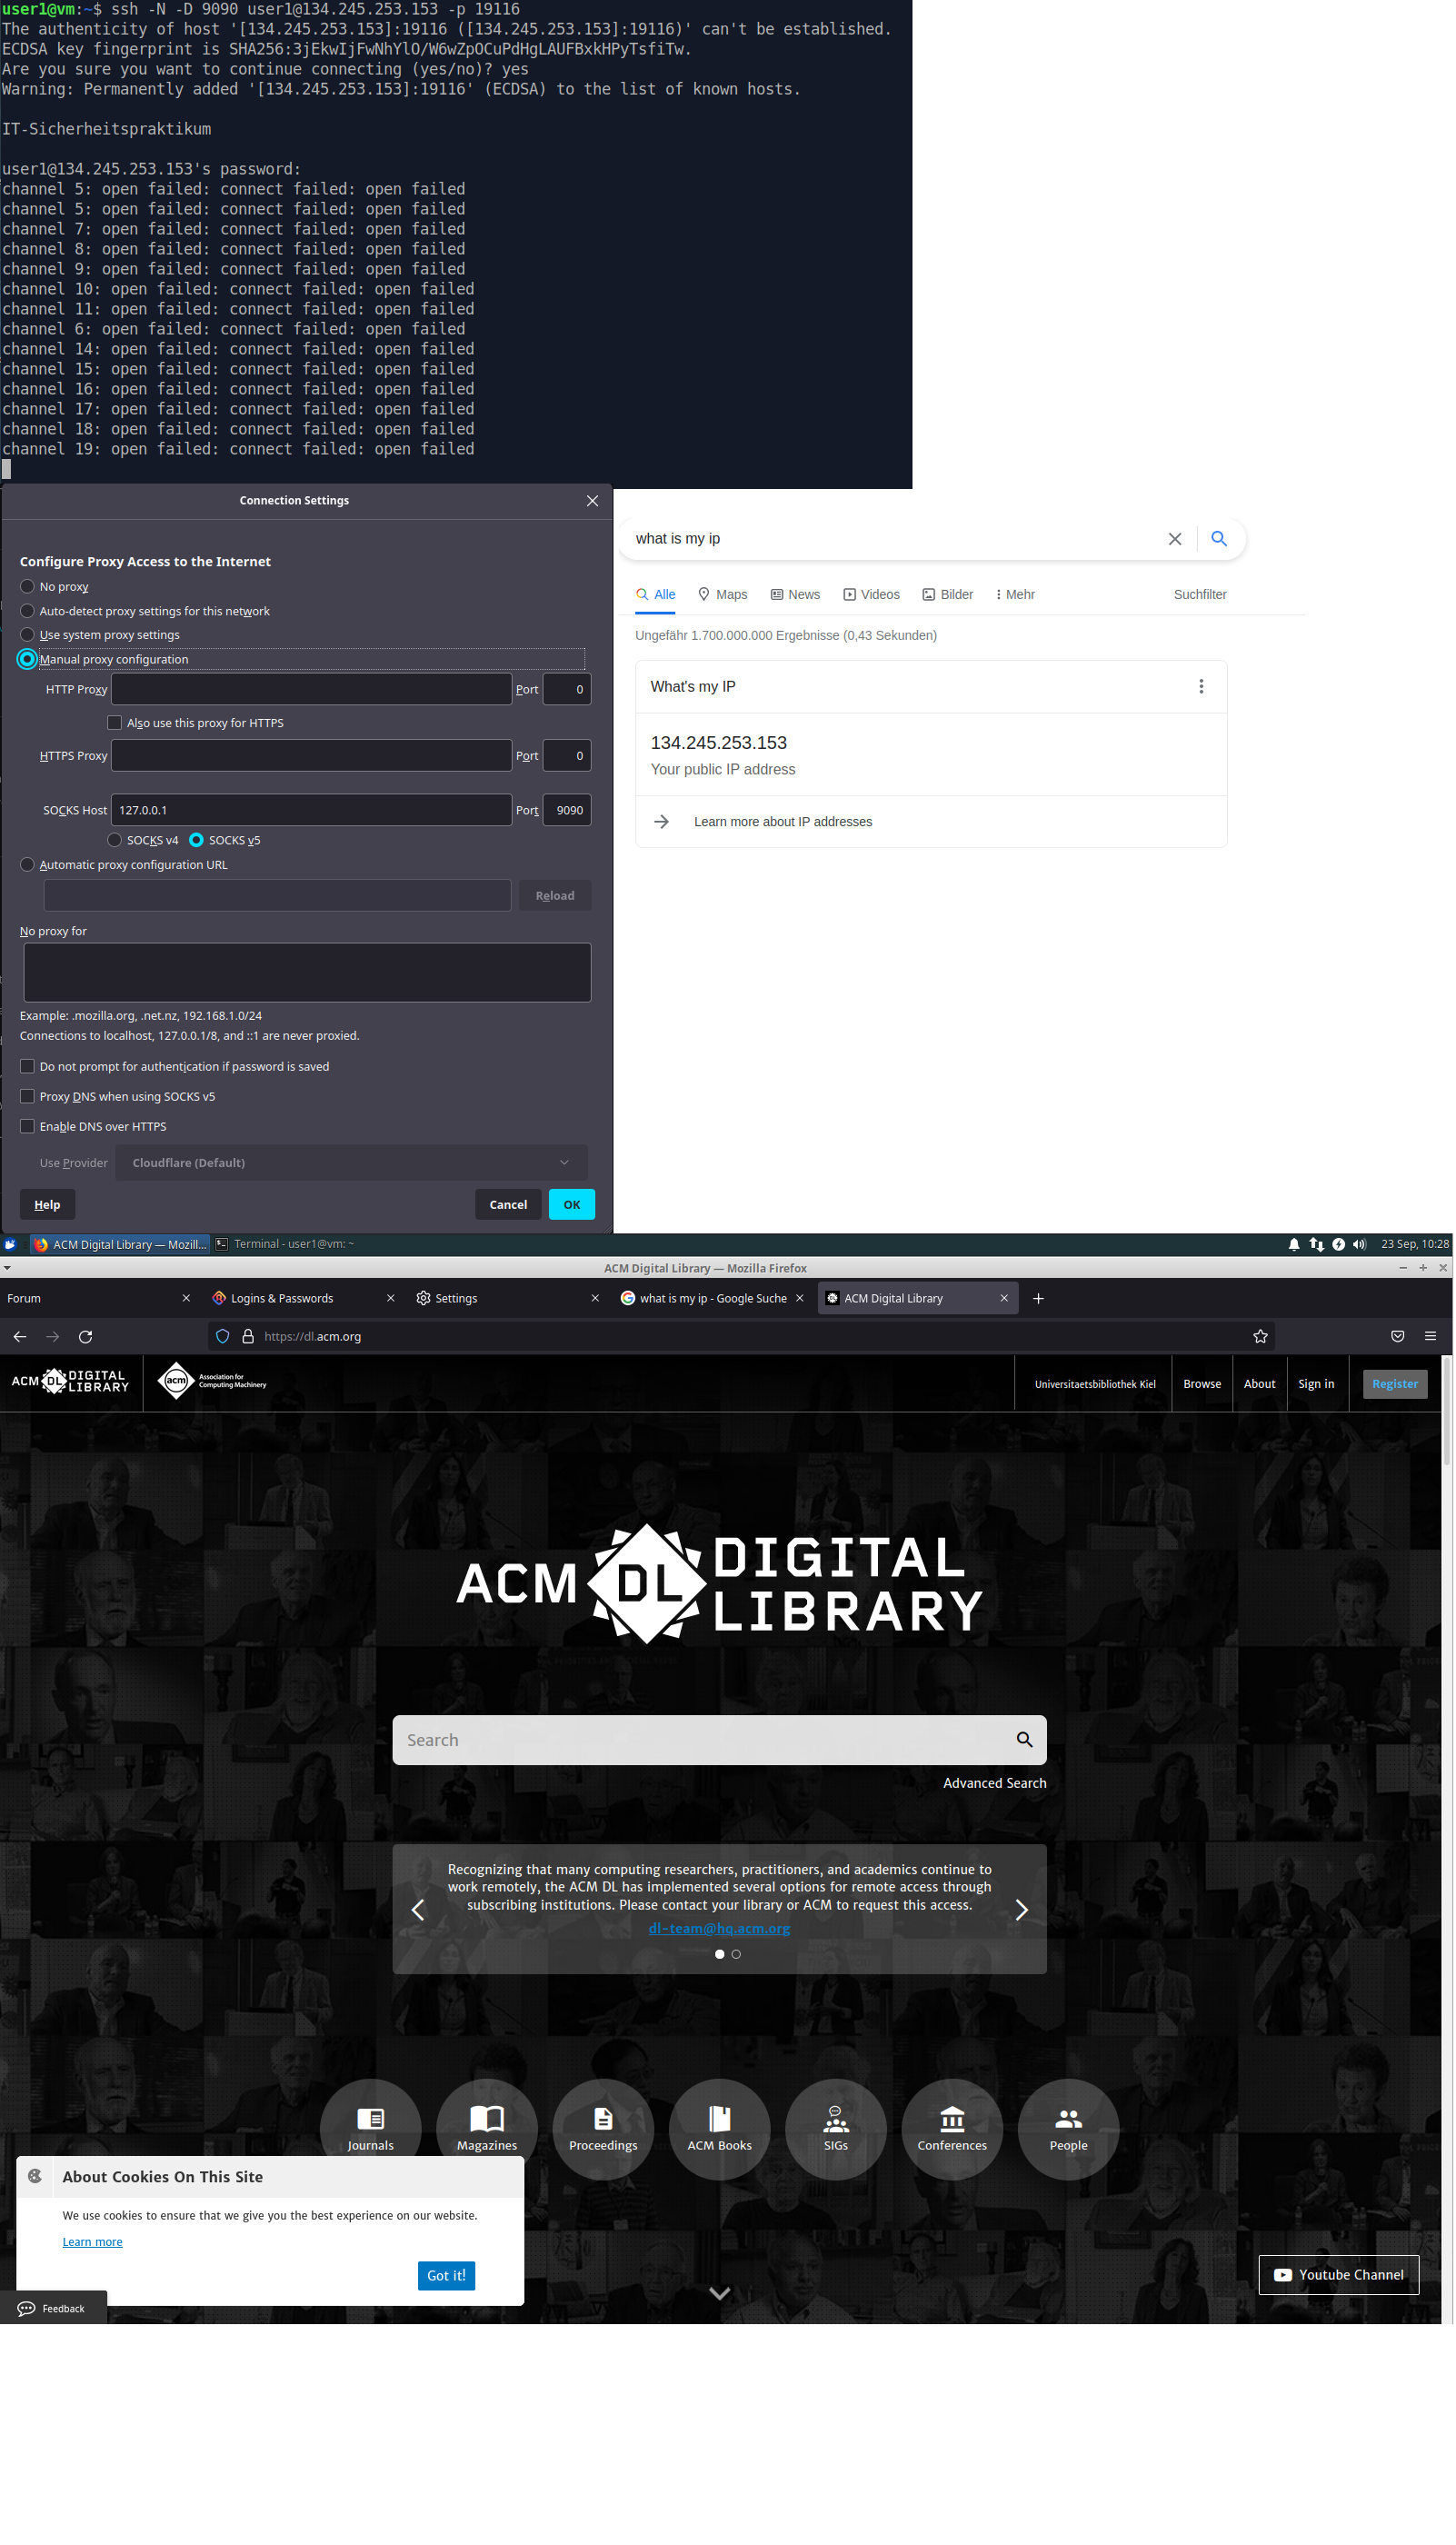 user1@vm:~$ ssh -N -D 9090 user1@134.245.253.153 -p 19116
The authenticity of host '[134.245.253.153]:19116 ([134.245.253.153]:19116)' can't be established.
ECDSA key fingerprint is SHA256:3jEkwIjFwNhYlO/W6wZpOCuPdHgLAUFBxkHPyTsfiTw.
Are you sure you want to continue connecting (yes/no)? yes
Warning: Permanently added '[134.245.253.153]:19116' (ECDSA) to the list of known hosts.
IT-Sicherheitspraktikum
user1@134.245.253.153's password:
channel 5: open failed: connect failed: open failed
channel 5: open failed: connect failed: open failed
channel 7: open failed: connect failed: open failed
channel 8: open failed: connect failed: open failed
channel 9: open failed: connect failed: open failed
channel 10: open failed: connect failed: open failed
channel 11: open failed: connect failed: open failed
channel 6: open failed: connect failed: open failed
channel 14: open failed: connect failed: open failed
channel 15: open failed: connect failed: open failed
channel 16: open failed: connect failed: open failed
channel 17: open failed: connect failed: open failed
channel 18: open failed: connect failed: open failed
channel 19: open failed: connect failed: open failed
Connection Settings
Configure Proxy Access to the Internet
No proxy
Auto-detect proxy settings for this network
Use system proxy settings
Manual proxy configuration
HTTP Proxy Port 0
Also use this proxy for HTTPS
HTTPS Proxy Port 0
SOCKS Host 127.0.0.1 Port 9090
SOCKS v4 SOCKS v5
Automatic proxy configuration URL
Reload
No proxy for
Example: .mozilla.org, .net.nz, 192.168.1.0/24
Connections to localhost, 127.0.0.1/8, and ::1 are never proxied.
Do not prompt for authentication if password is saved
Proxy DNS when using SOCKS v5
Enable DNS over HTTPS
Use Provider Cloudflare (Default)
Help Cancel OK
what is my ip
Alle Maps News Videos Bilder Mehr Suchfilter
Ungefähr 1.700.000.000 Ergebnisse (0,43 Sekunden)
What's my IP
134.245.253.153
Your public IP address
Learn more about IP addresses
ACM Digital Library — Mozill... Terminal - user1@vm: ~ 23 Sep, 10:28
ACM Digital Library — Mozilla Firefox
Forum Logins & Passwords Settings what is my ip - Google Suche ACM Digital Library
https://dl.acm.org
ACM DL DIGITAL LIBRARY acm Association for Computing Machinery Universitaetsbibliothek Kiel Browse About Sign in Register
ACM DL DIGITAL
LIBRARY
Search
Advanced Search
Recognizing that many computing researchers, practitioners, and academics continue to
work remotely, the ACM DL has implemented several options for remote access through
subscribing institutions. Please contact your library or ACM to request this access.
dl-team@hq.acm.org
Journals Magazines Proceedings ACM Books SIGs Conferences People
About Cookies On This Site
We use cookies to ensure that we give you the best experience on our website.
Learn more
Got it!
Feedback
Youtube Channel